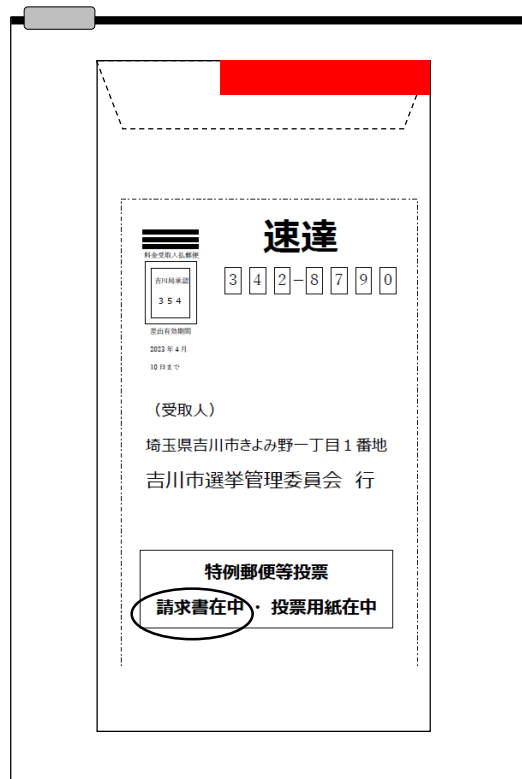 速達
料金受取人払郵便
342-8790
吉川局承認
354
差出有効期間
2023年4月
10日まで
（受取人）
埼玉県吉川市きよみ野一丁目１番地
吉川市選挙管理委員会 行
特例郵便等投票
請求書在中 ・ 投票用紙在中